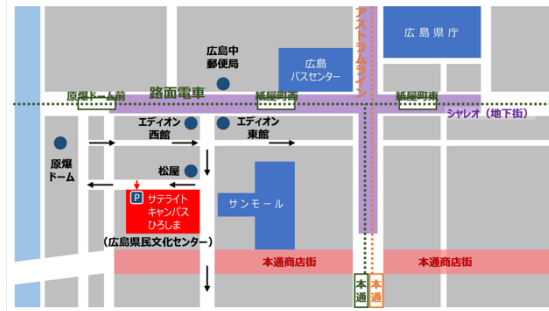 アストラムライン
広島県庁
広島中
郵便局
広島
バスセンター
原爆ドーム前
路面電車
紙屋町西
紙屋町東
シャレオ（地下街）
エディオン
西館
エディオン
東館
原爆
ドーム
松屋
P
サテライト
キャンパス
ひろしま
（広島県民文化センター）
サンモール
本通商店街
本通商店街
本通
本通